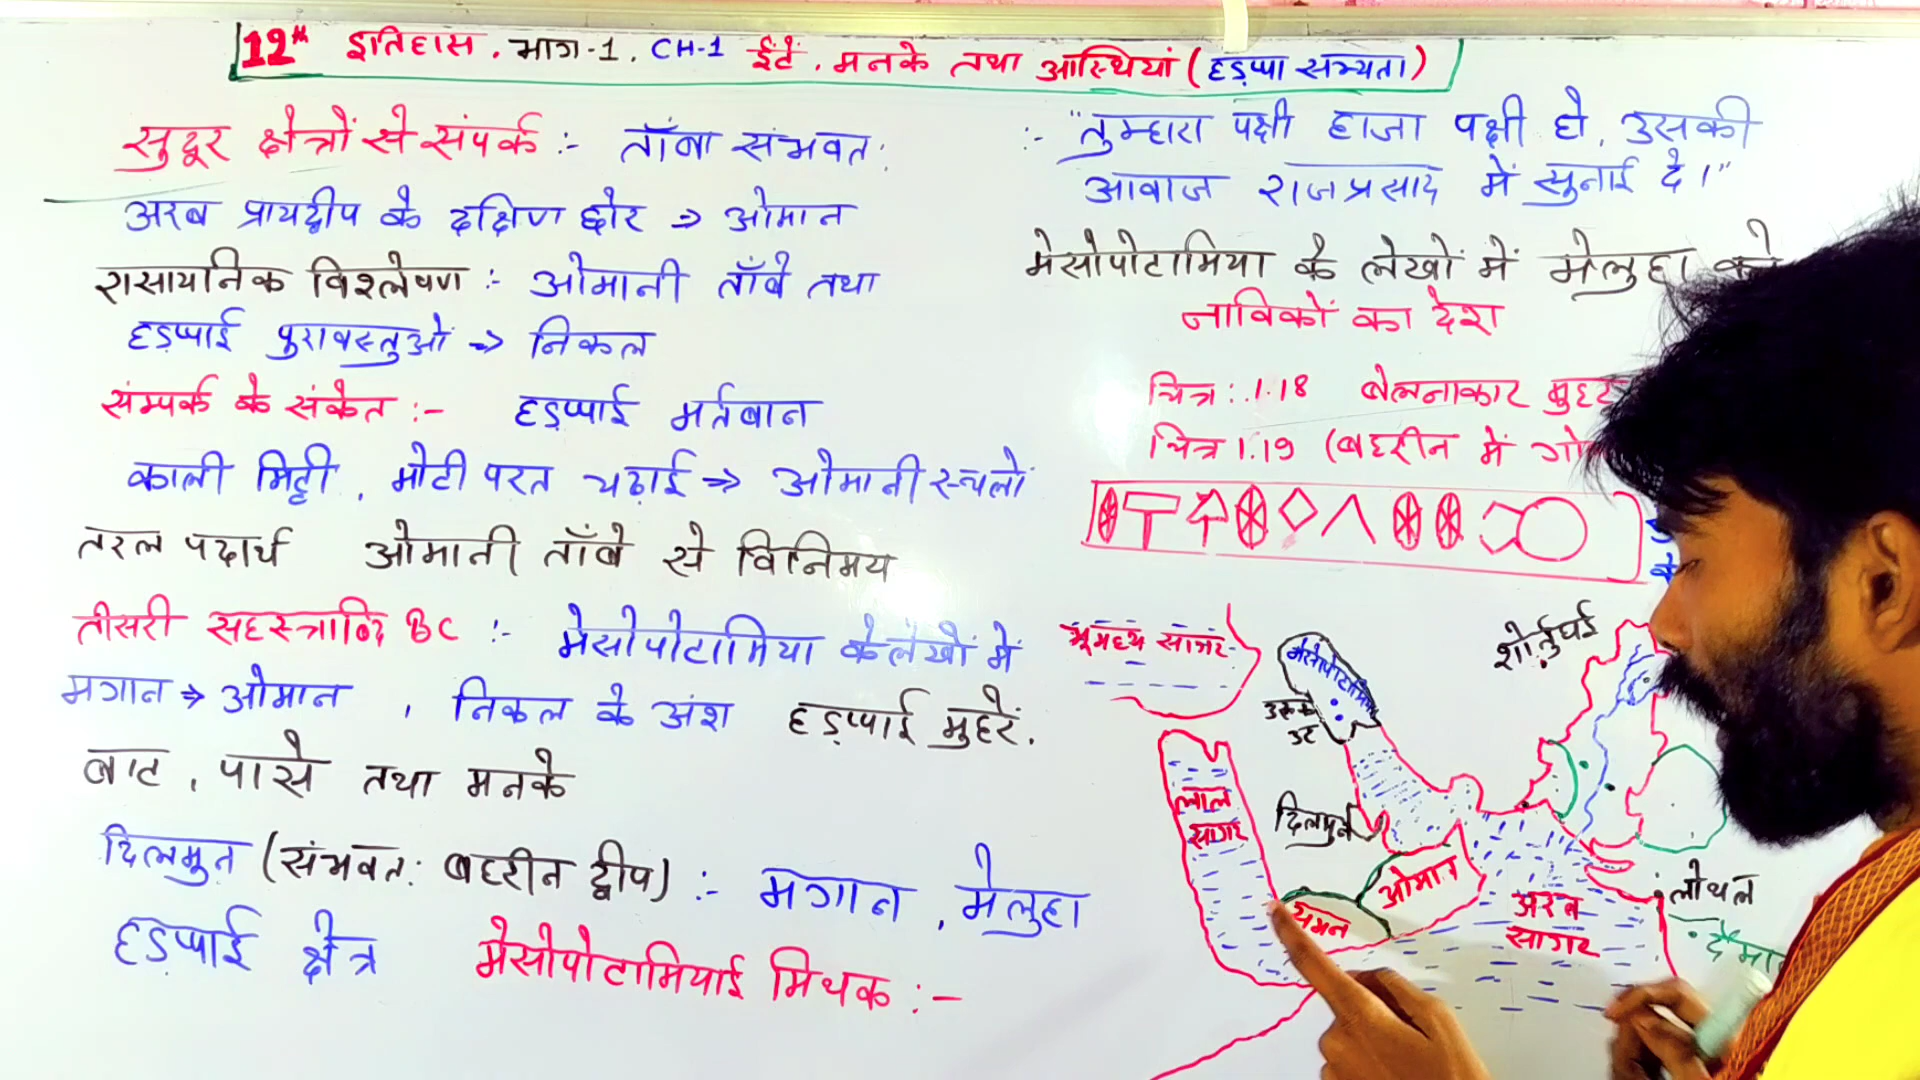 12th इतिहास . भाग-1 . CH-1 ईंटें . मनके तथा अस्थियां (हड़प्पा सभ्यता)
सुदूर क्षेत्रों से संपर्क :- ताँबा संभवत:
अरब प्रायद्वीप के दक्षिण छोर ⇒ ओमान
रासायनिक विश्लेषण :- ओमानी ताँबे तथा
हड़प्पाई पुरावस्तुओं ⇒ निकल
संम्पर्क के संकेत :- हड़प्पाई मर्तबान
काली मिट्टी , मोटी परत चढ़ाई ⇒ ओमानी स्थलों
तरल पदार्थ ओमानी ताँबे से विनिमय
तीसरी सहस्त्राब्दि BC :- मेसोपोटामिया के लेखों में
मगान ⇒ ओमान , निकल के अंश हड़प्पाई मुहरें.
बाट , पासे तथा मनके
दिलमुन (संभवत: बहरीन द्वीप) :- मगान , मेलुहा
हड़प्पाई क्षेत्र मेसोपोटामियाई मिथक :-
:- "तुम्हारा पक्षी हाजा पक्षी हो, उसकी
आवाज राजप्रसाद में सुनाई दे।"
मेसोपोटामिया के लेखों में मेलुहा को
नाविकों का देश
चित्र : 1.18 बेलनाकार
चित्र 1.19 (बहरीन में
भूमध्य सागर
मेसोपोटामिया
उर
शोर्तुघई
लाल
सागर
दिलमुन
ओमान
यमन
अरब
सागर
लोथल